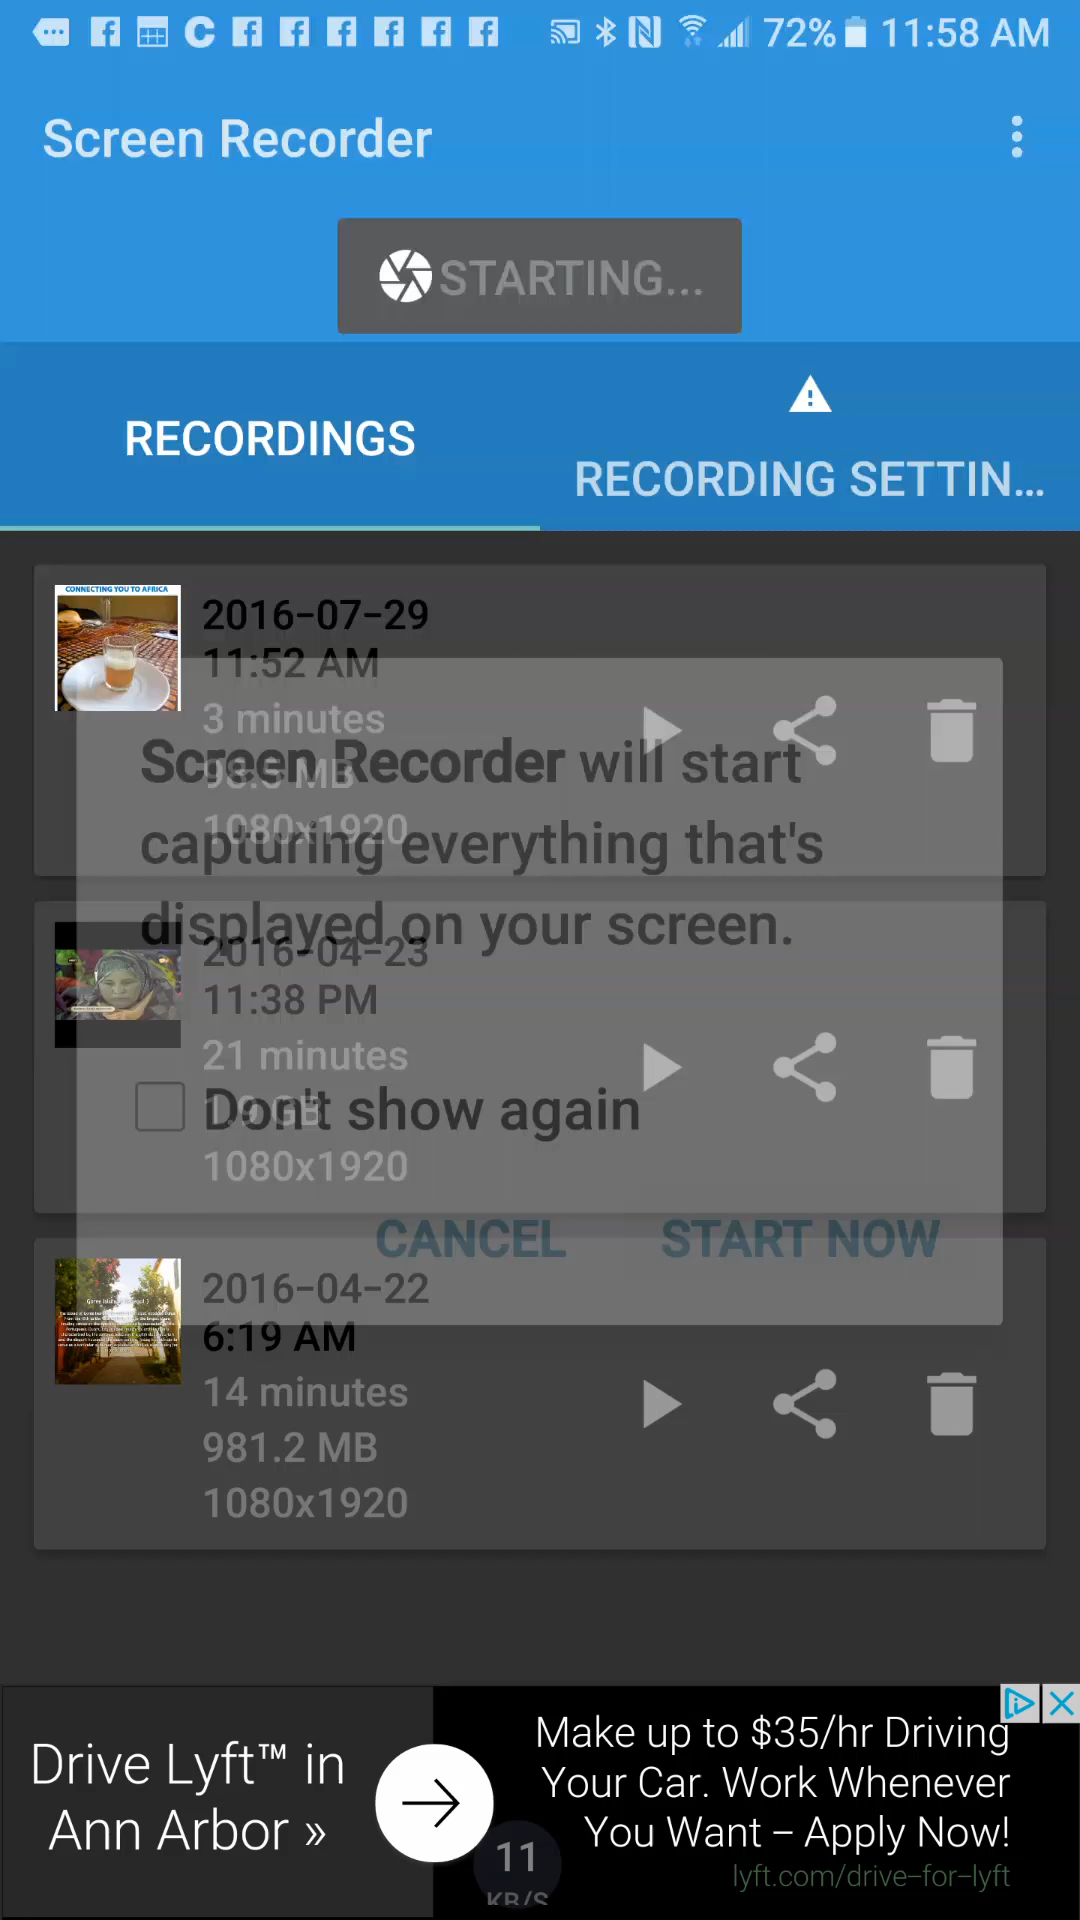 72% 11:58 AM
Screen Recorder
STARTING...
RECORDINGS
RECORDING SETTIN...
CONNECTING YOU TO AFRICA
2016-07-29
11:52 AM
3 minutes
1080x1920
Screen Recorder will start
capturing everything that's
displayed on your screen.
2016-04-23
11:38 PM
21 minutes
1.9 GB
1080x1920
Don't show again
CANCEL START NOW
2016-04-22
6:19 AM
14 minutes
981.2 MB
1080x1920
Drive Lyft™ in
Ann Arbor »
Make up to $35/hr Driving
Your Car. Work Whenever
You Want – Apply Now!
lyft.com/drive-for-lyft
11
KB/S